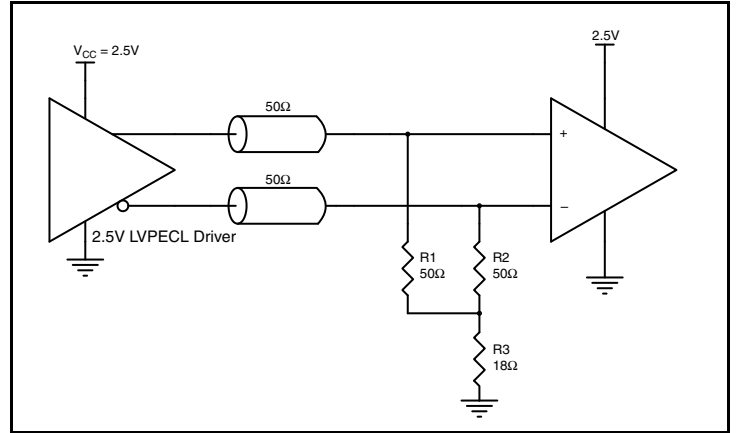 V_CC = 2.5V
2.5V
50Ω
+
50Ω
–
2.5V LVPECL Driver
R1
50Ω
R2
50Ω
R3
18Ω